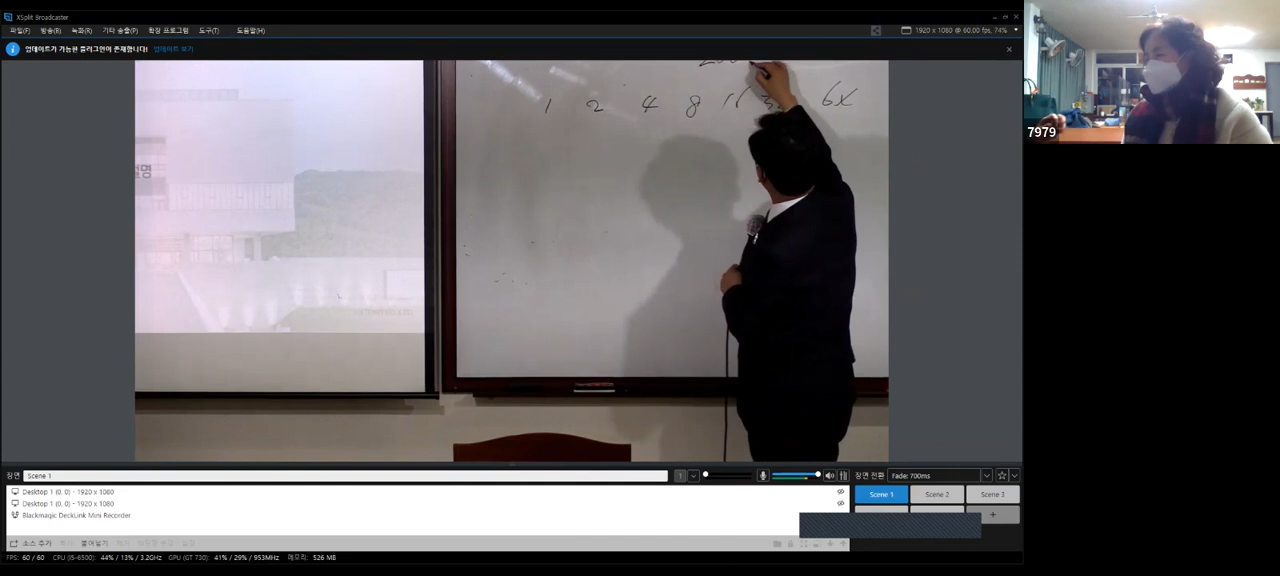 XSplit Broadcaster
파일(F) 방송(B) 녹화(R) 기타 송출(P) 확장 프로그램 도구(T) 도움말(H)
1920 x 1080 @ 60.00 fps, 74%
업데이트가 가능한 플러그인이 존재합니다! 업데이트 보기
1 2 4 8 16
7979
장면 Scene 1
1
장면 전환 Fade: 700ms
Desktop 1 (0, 0) - 1920 x 1080
Desktop 1 (0, 0) - 1920 x 1080
Blackmagic DeckLink Mini Recorder
Scene 1 Scene 2 Scene 3
소스 추가 붙여넣기
FPS: 60 / 60 CPU (i5-6500): 44% / 13% / 3.2GHz GPU (GT 730): 41% / 29% / 953MHz 메모리: 526 MB